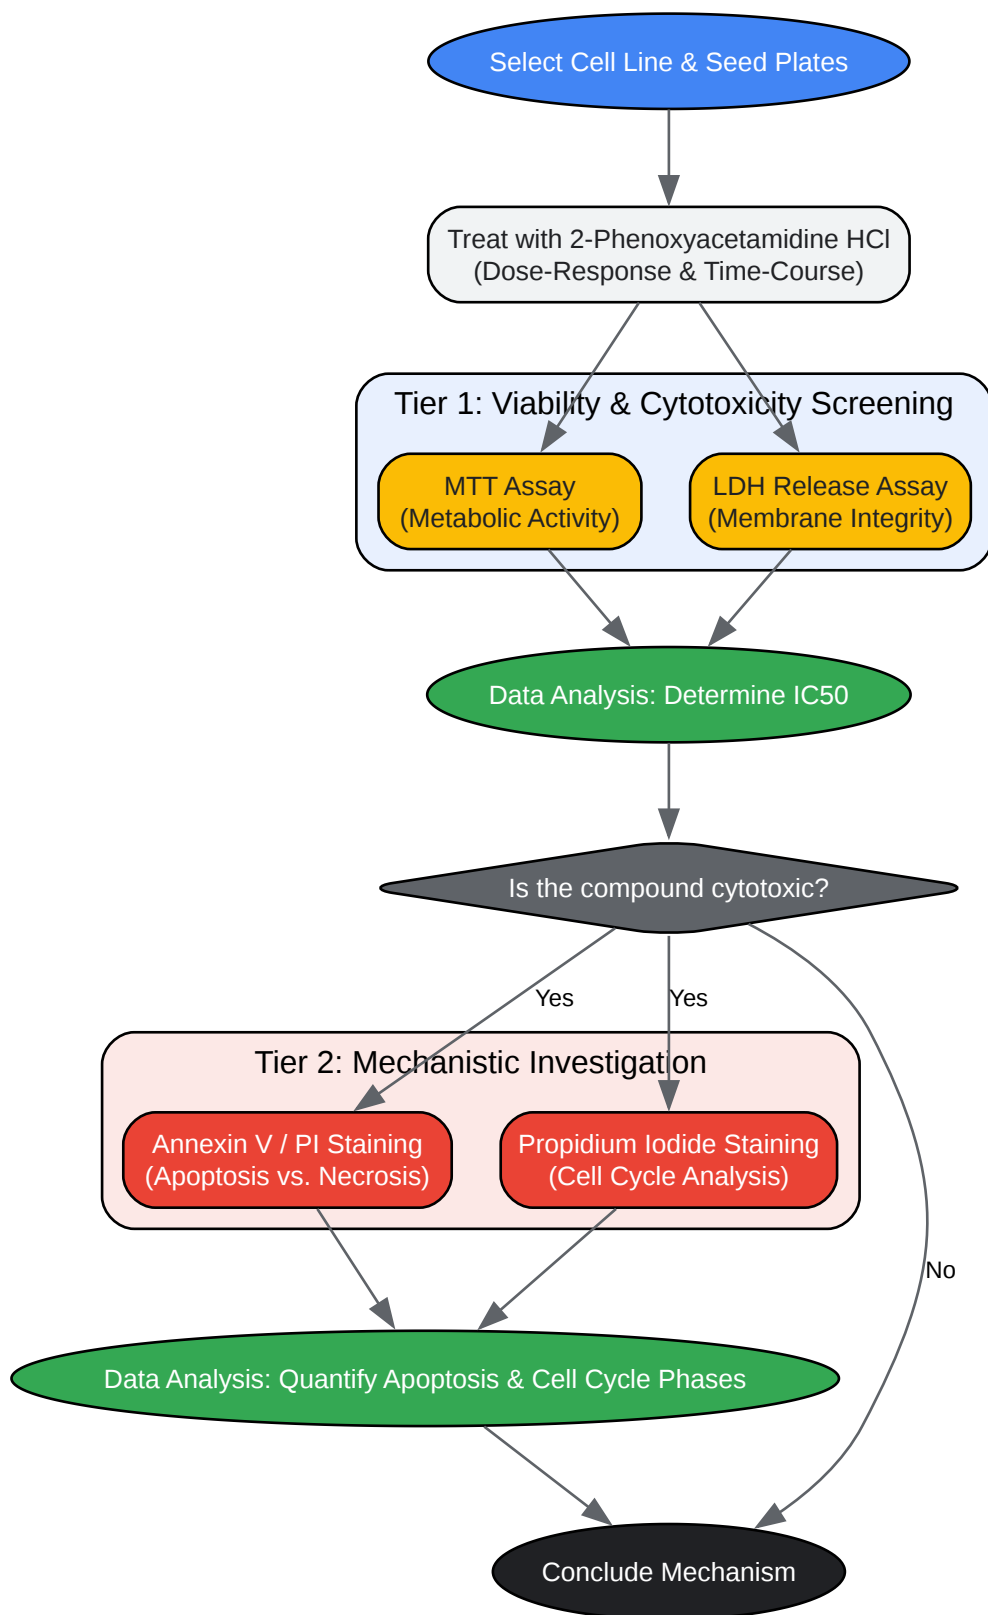 Select Cell Line & Seed Plates
Treat with 2-Phenoxyacetamidine HCl
(Dose-Response & Time-Course)
Tier 1: Viability & Cytotoxicity Screening
MTT Assay
(Metabolic Activity)
LDH Release Assay
(Membrane Integrity)
Data Analysis: Determine IC50
Is the compound cytotoxic?
Yes
Yes
Tier 2: Mechanistic Investigation
Annexin V / PI Staining
(Apoptosis vs. Necrosis)
Propidium Iodide Staining
(Cell Cycle Analysis)
No
Data Analysis: Quantify Apoptosis & Cell Cycle Phases
Conclude Mechanism